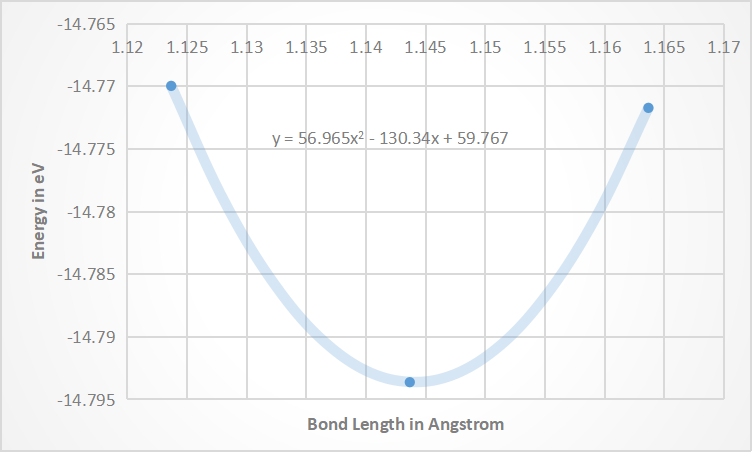 -14.765
1.12 1.125 1.13 1.135 1.14 1.145 1.15 1.155 1.16 1.165 1.17
-14.77
y = 56.965x² - 130.34x + 59.767
-14.775
-14.78
-14.785
-14.79
-14.795
Energy in eV
Bond Length in Angstrom